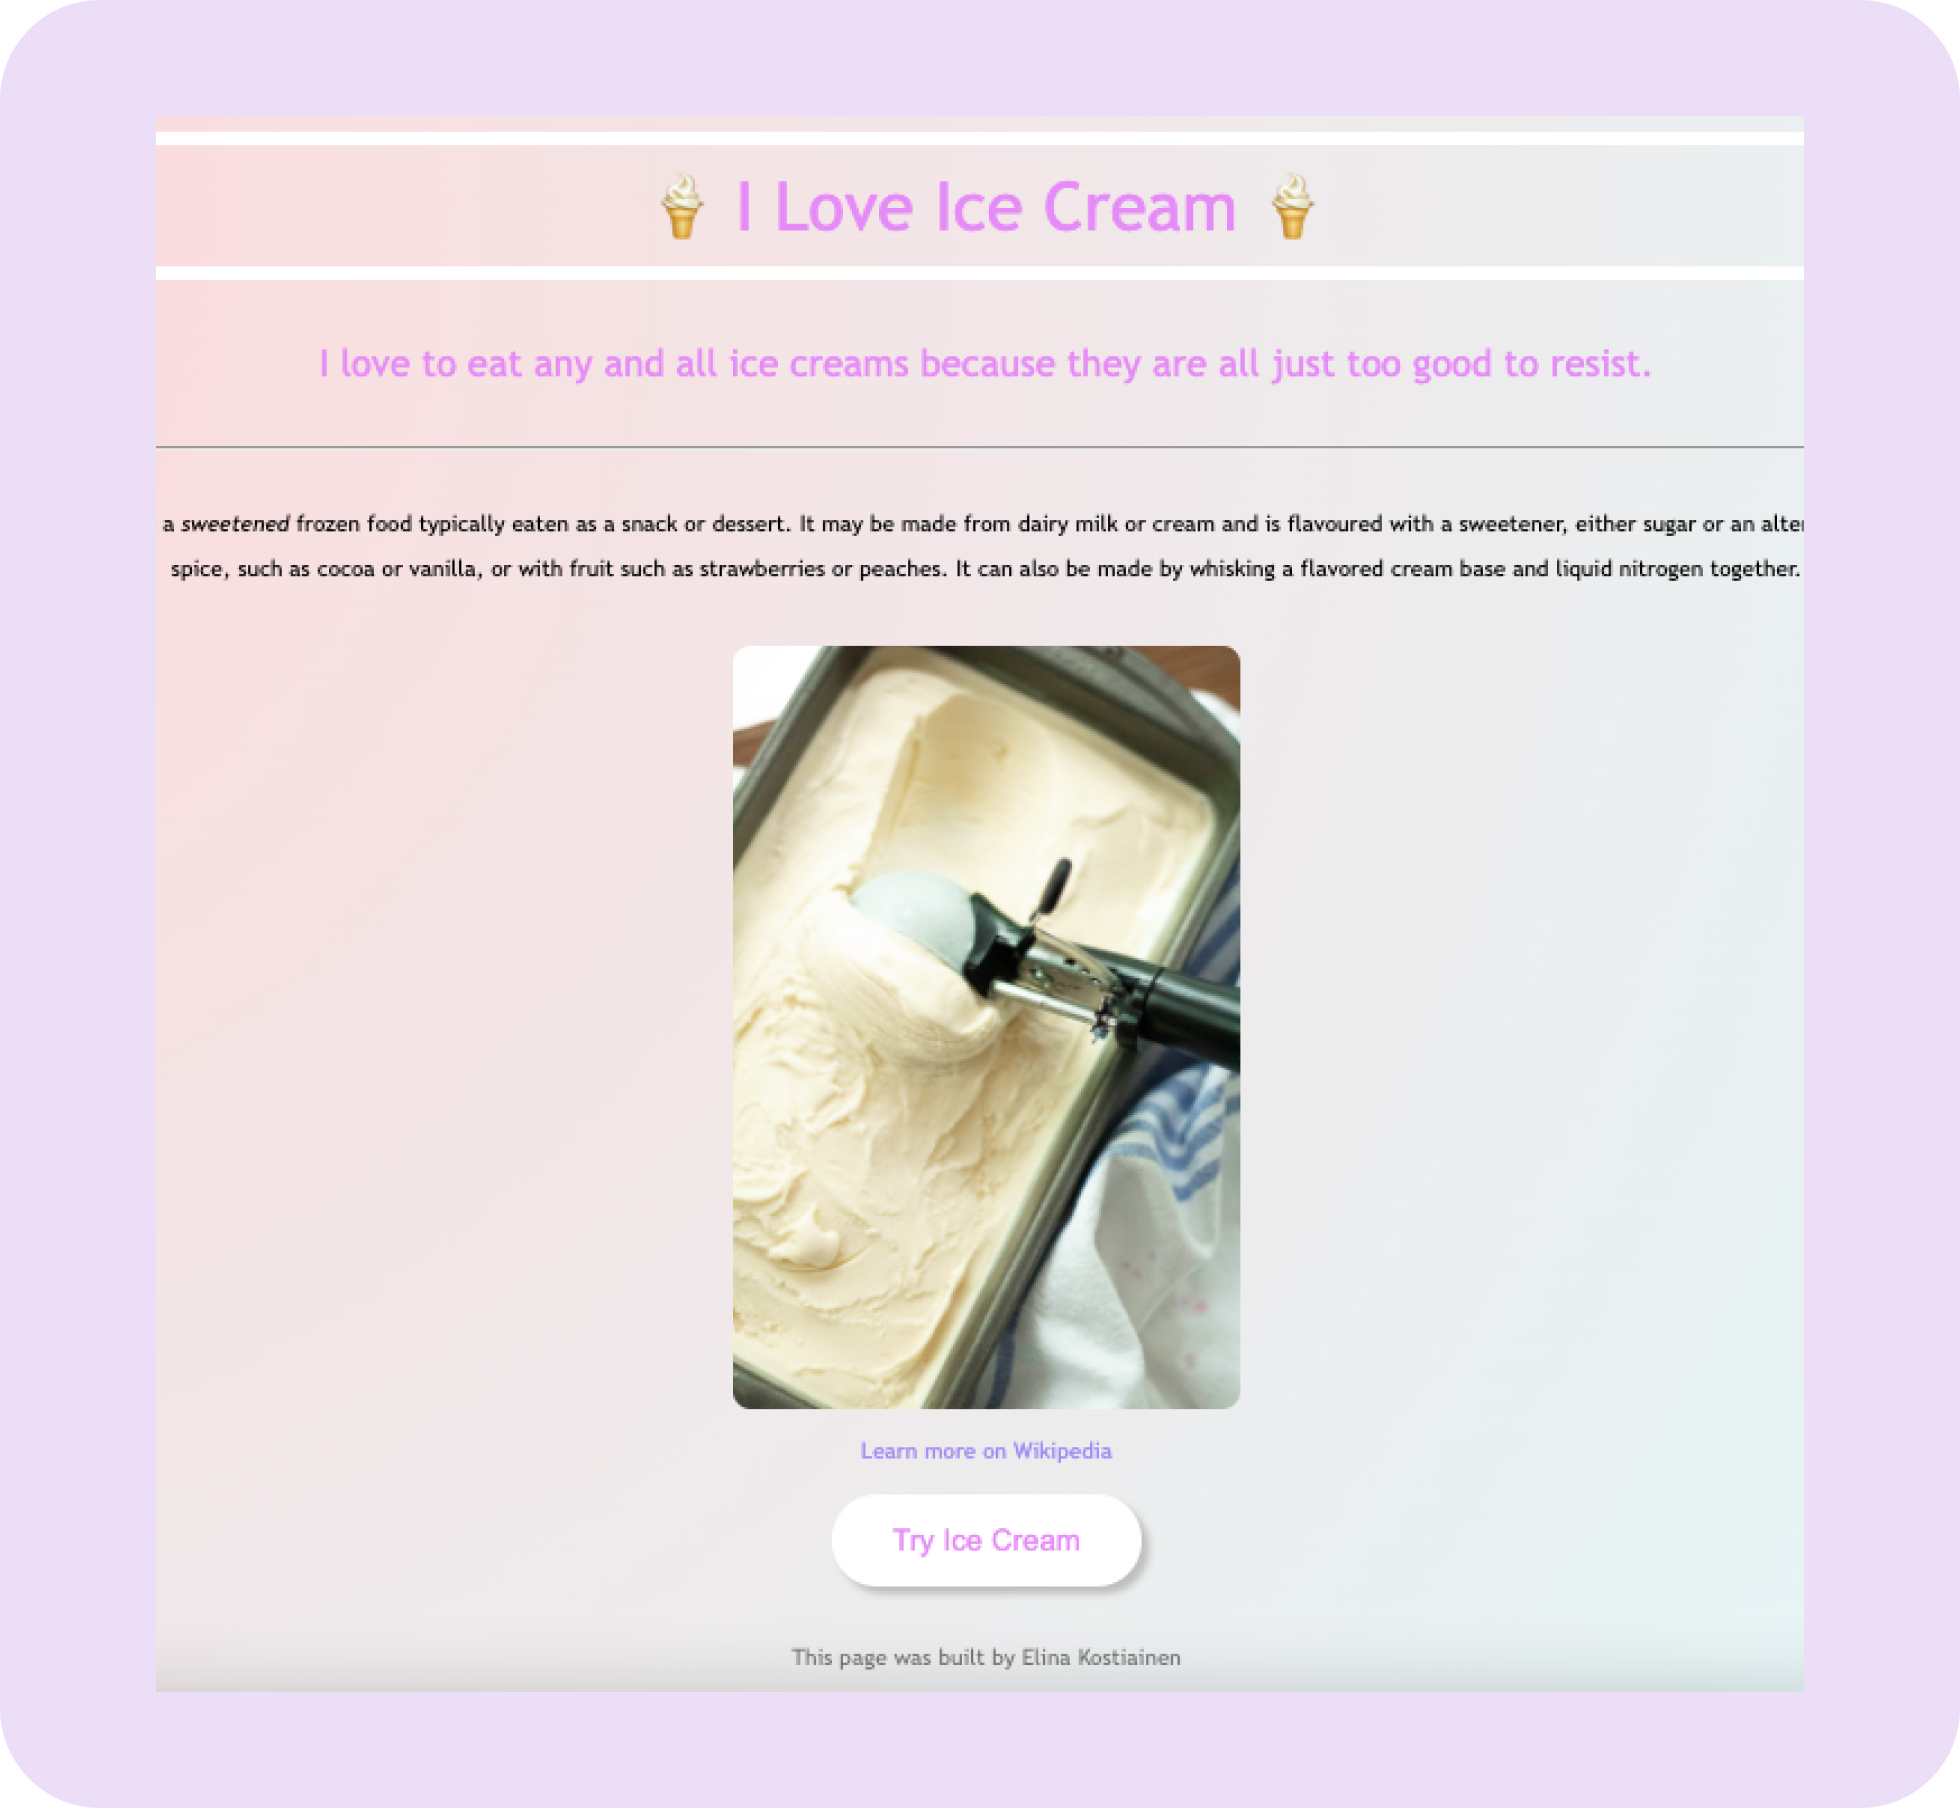 I Love Ice Cream
I love to eat any and all ice creams because they are all just too good to resist.
a sweetened frozen food typically eaten as a snack or dessert. It may be made from dairy milk or cream and is flavoured with a sweetener, either sugar or an
spice, such as cocoa or vanilla, or with fruit such as strawberries or peaches. It can also be made by whisking a flavored cream base and liquid nitrogen together.
Learn more on Wikipedia
Try Ice Cream
This page was built by Elina Kostiainen